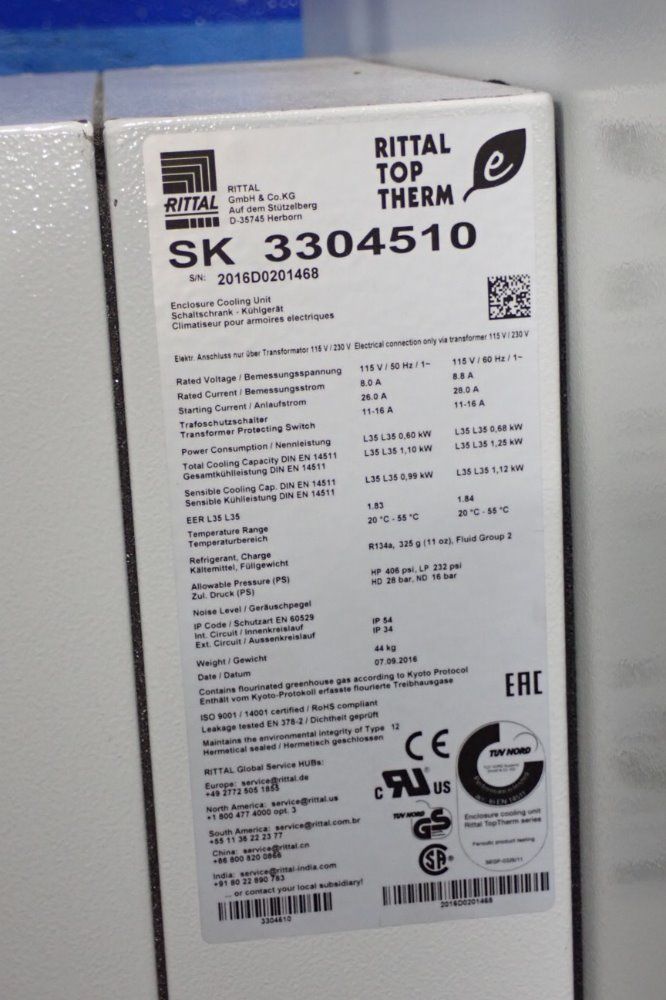 RITTAL
RITTAL
GmbH & Co.KG
Auf dem Stützelberg
D-35745 Herborn
RITTAL
TOP
THERM
e
SK 3304510
S/N: 2016D0201468
Enclosure Cooling Unit
Schaltschrank - Kühlgerät
Climatiseur pour armoires electriques
Elektr. Anschluss nur über Transformator 115 V / 230 V Electrical connection only via transformer 115 V / 230 V
Rated Voltage / Bemessungsspannung 115 V / 50 Hz / 1~ 115 V / 60 Hz / 1~
Rated Current / Bemessungsstrom 8.0 A 8.8 A
Starting Current / Anlaufstrom 26.0 A 28.0 A
Trafoschutzschalter 11-16 A 11-16 A
Transformer Protecting Switch
Power Consumption / Nennleistung L35 L35 0,60 kW L35 L35 0,68 kW
Total Cooling Capacity DIN EN 14511 L35 L35 1,10 kW L35 L35 1,25 kW
Gesamtkühlleistung DIN EN 14511
Sensible Cooling Cap. DIN EN 14511 L35 L35 0,99 kW L35 L35 1,12 kW
Sensible Kühlleistung DIN EN 14511
EER L35 L35 1.83 1.84
Temperature Range 20 °C - 55 °C 20 °C - 55 °C
Temperaturbereich
Refrigerant, Charge R134a, 325 g (11 oz), Fluid Group 2
Kältemittel, Füllgewicht
Allowable Pressure (PS) HP 406 psi, LP 232 psi
Zul. Druck (PS) HD 28 bar, ND 16 bar
Noise Level / Geräuschpegel
IP Code / Schutzart EN 60529
Int. Circuit / Innenkreislauf IP 54
Ext. Circuit / Aussenkreislauf IP 34
Weight / Gewicht 44 kg
Date / Datum 07.09.2016
Contains flourinated greenhouse gas according to Kyoto Protocol
Enthält vom Kyoto-Protokoll erfasste flourierte Treibhausgase
EAC
ISO 9001 / 14001 certified / RoHS compliant
Leakage tested EN 378-2 / Dichtheit geprüft
Maintains the environmental integrity of Type 12
Hermetical sealed / Hermetisch geschlossen
RITTAL Global Service HUBs:
Europe: service@rittal.de
+49 2772 505 1855
North America: service@rittal.us
+1 800 477 4000 opt. 3
South America: service@rittal.com.br
+55 11 36 22 23 77
China: service@rittal.cn
+86 800 820 0866
India: service@rittal-india.com
+91 80 22 890 783
... or contact your local subsidiary!
CE
c RU US
TUV NORD
GS
SA
TUV NORD
EN 14511
Enclosure cooling unit
Rittal TopTherm series
Periodic product testing
3304510
2016D0201468